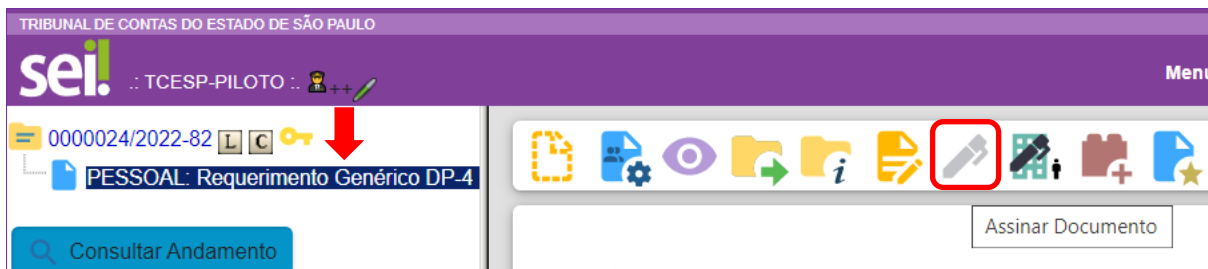 TRIBUNAL DE CONTAS DO ESTADO DE SÃO PAULO
sei!
.: TCESP-PILOTO :. ++
Menu
0000024/2022-82 L C
PESSOAL: Requerimento Genérico DP-4
i
Assinar Documento
Consultar Andamento